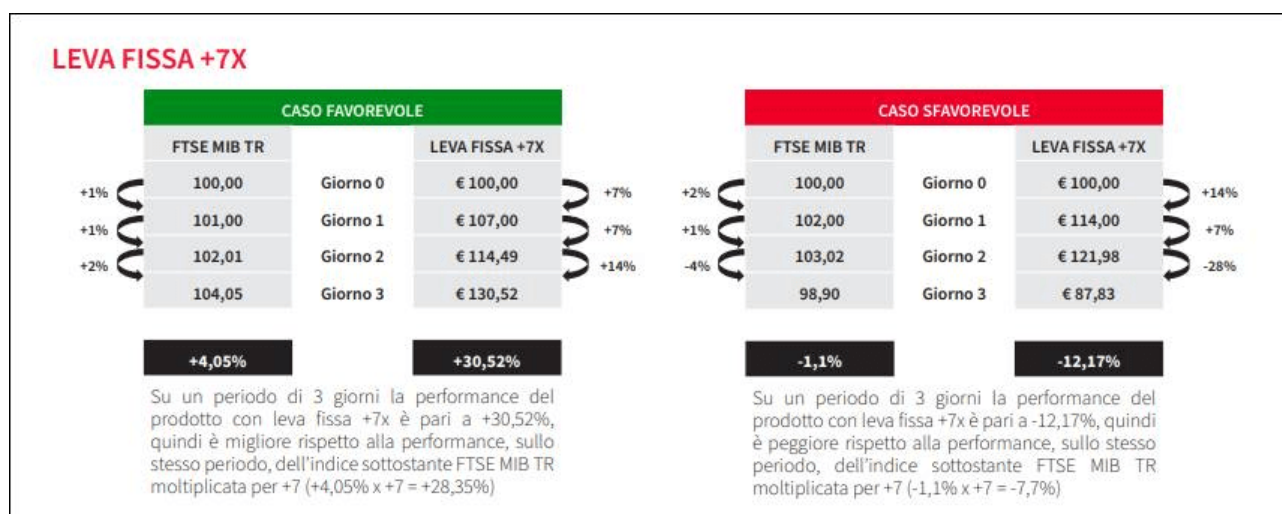 LEVA FISSA +7X
CASO FAVOREVOLE
FTSE MIB TR LEVA FISSA +7X
100,00 Giorno 0 € 100,00
+1% +7%
101,00 Giorno 1 € 107,00
+1% +7%
102,01 Giorno 2 € 114,49
+2% +14%
104,05 Giorno 3 € 130,52
+4,05% +30,52%
Su un periodo di 3 giorni la performance del
prodotto con leva fissa +7x è pari a +30,52%,
quindi è migliore rispetto alla performance, sullo
stesso periodo, dell'indice sottostante FTSE MIB TR
moltiplicata per +7 (+4,05% x +7 = +28,35%)
CASO SFAVOREVOLE
FTSE MIB TR LEVA FISSA +7X
100,00 Giorno 0 € 100,00
+2% +14%
102,00 Giorno 1 € 114,00
+1% +7%
103,02 Giorno 2 € 121,98
-4% -28%
98,90 Giorno 3 € 87,83
-1,1% -12,17%
Su un periodo di 3 giorni la performance del
prodotto con leva fissa +7x è pari a -12,17%, quindi
è peggiore rispetto alla performance, sullo stesso
periodo, dell'indice sottostante FTSE MIB TR
moltiplicata per +7 (-1,1% x +7 = -7,7%)